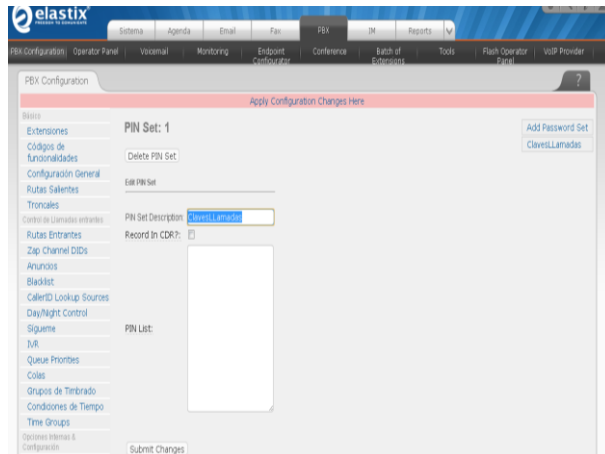 elastix
FREEDOM TO COMMUNICATE
Sistema
Agenda
Email
Fax
PBX
IM
Reports
PBX Configuration
Operator Panel
Voicemail
Monitoring
Endpoint
Configurator
Conference
Batch of
Extensions
Tools
Flash Operator
Panel
VoIP Provider
PBX Configuration
?
Apply Configuration Changes Here
Básico
Extensiones
Códigos de
funcionalidades
Configuración General
Rutas Salientes
Troncales
Control de Llamadas entrantes
Rutas Entrantes
Zap Channel DIDs
Anuncios
Blacklist
CallerID Lookup Sources
Day/Night Control
Sígueme
IVR
Queue Priorities
Colas
Grupos de Timbrado
Condiciones de Tiempo
Time Groups
Opciones Internas &
Configuración
PIN Set: 1
Delete PIN Set
Edit PIN Set
PIN Set Description: ClavesLLamadas
Record In CDR?:
PIN List:
Submit Changes
Add Password Set
ClavesLLamadas